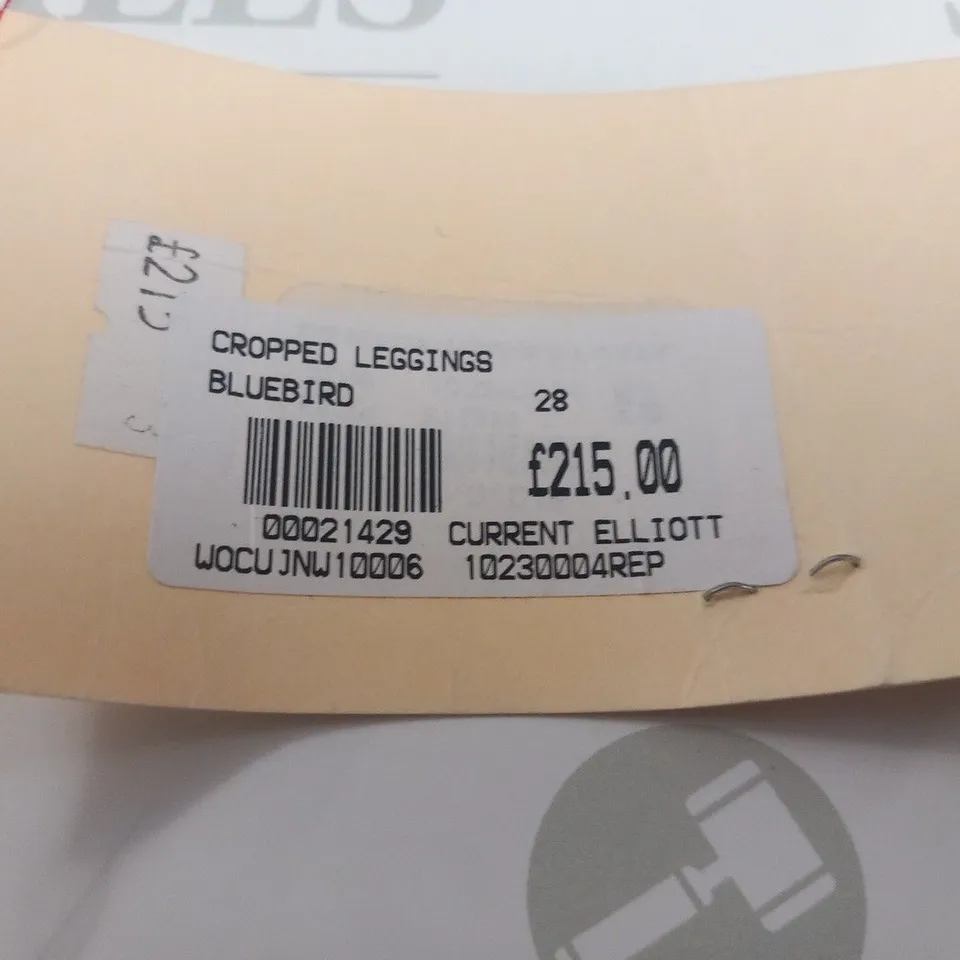 CROPPED LEGGINGS
BLUEBIRD 28
£215.00
00021429 CURRENT ELLIOTT
WOCUJNW10006 10230004REP